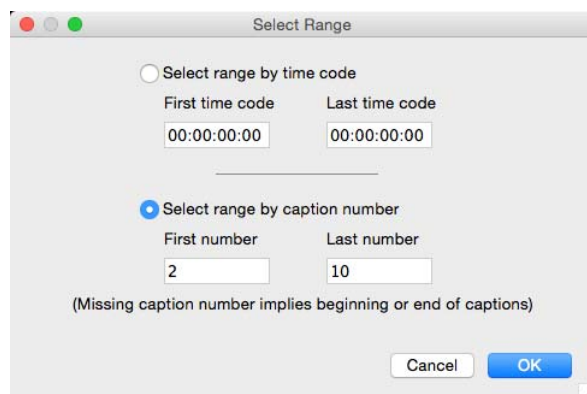 Select Range
Select range by time code
First time code Last time code
00:00:00:00 00:00:00:00
Select range by caption number
First number Last number
2 10
(Missing caption number implies beginning or end of captions)
Cancel OK